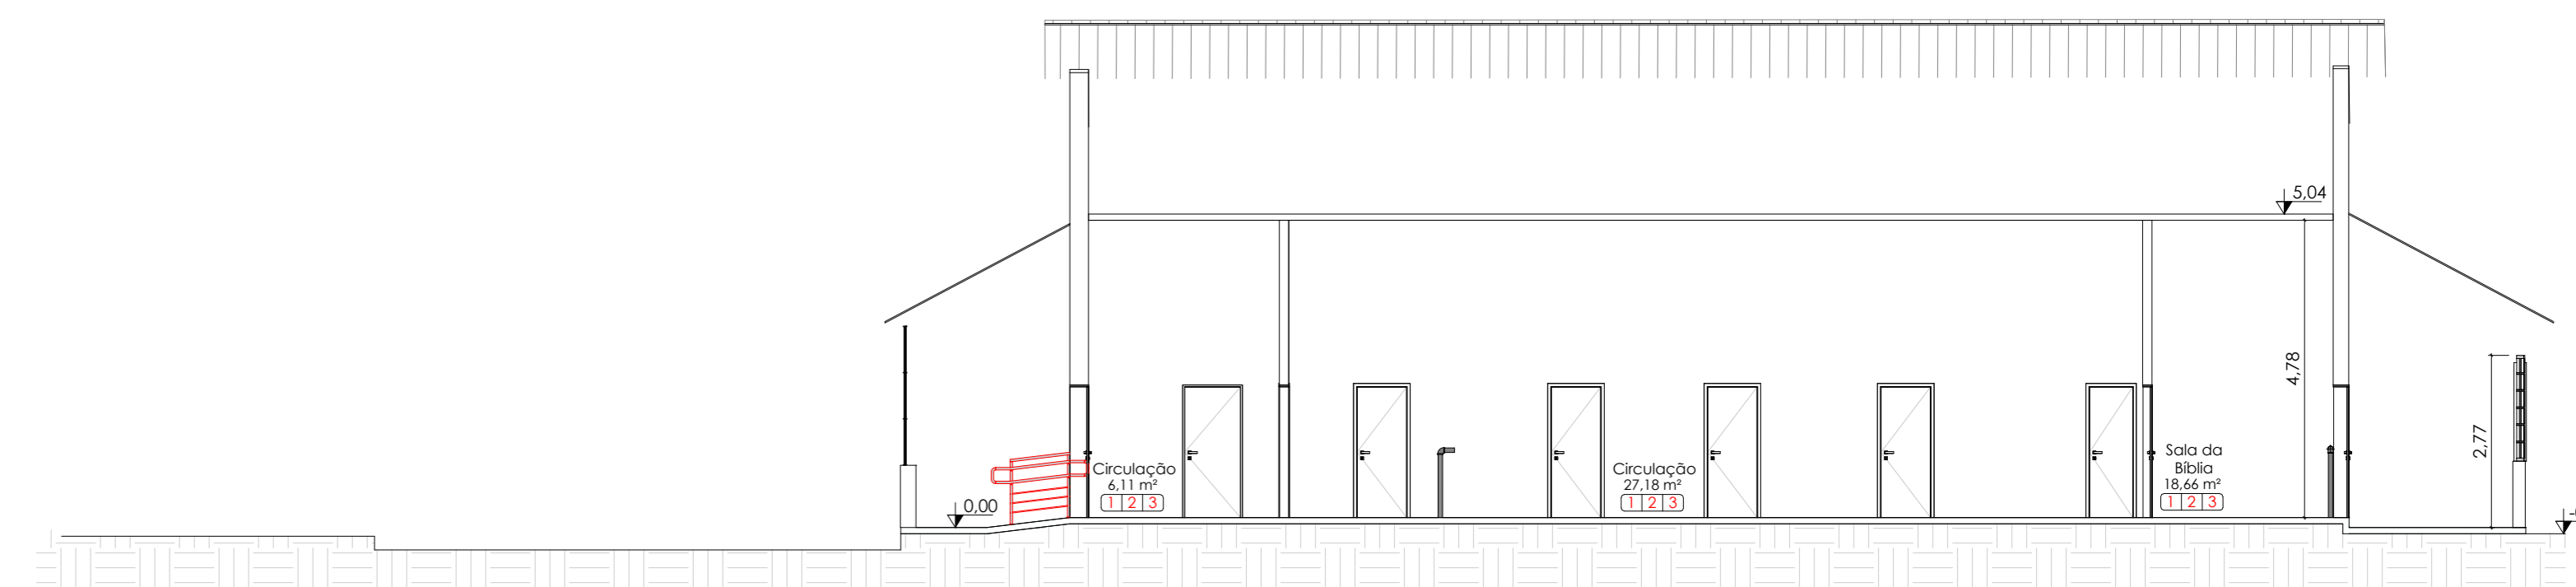 5,04
4,78
2,77
Circulação
6,11 m²
1 2 3
Circulação
27,18 m²
1 2 3
Sala da
Bíblia
18,66 m²
1 2 3
0,00